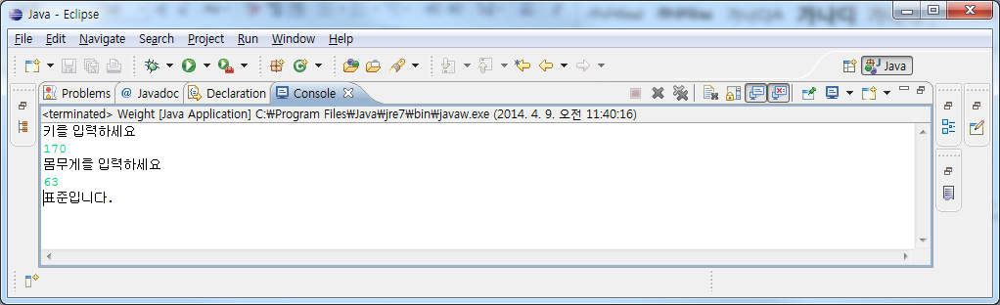 Java - Eclipse
File Edit Navigate Search Project Run Window Help
Java
Problems @ Javadoc Declaration Console
<terminated> Weight [Java Application] C:₩Program Files₩Java₩jre7₩bin₩javaw.exe (2014. 4. 9. 오전 11:40:16)
키를 입력하세요
170
몸무게를 입력하세요
63
표준입니다.